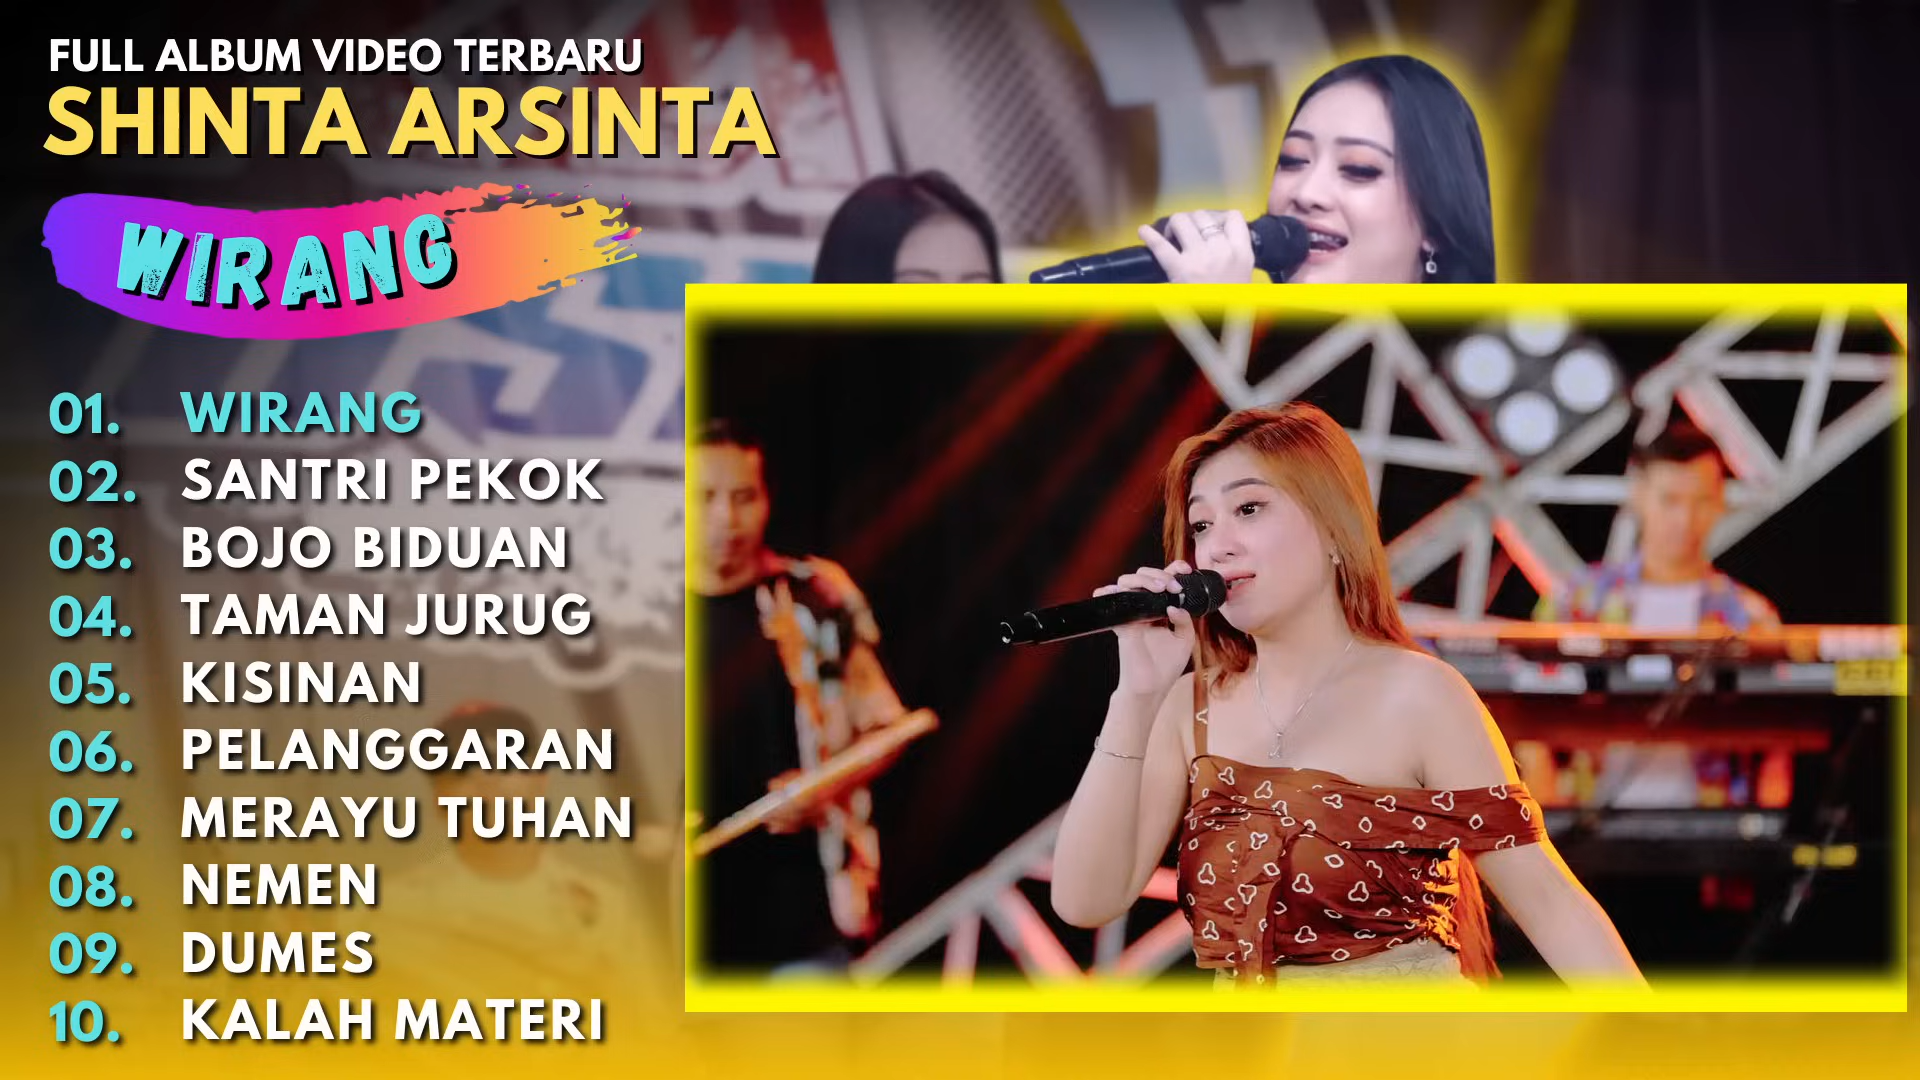 FULL ALBUM VIDEO TERBARU
SHINTA ARSINTA
WIRANG
01. WIRANG
02. SANTRI PEKOK
03. BOJO BIDUAN
04. TAMAN JURUG
05. KISINAN
06. PELANGGARAN
07. MERAYU TUHAN
08. NEMEN
09. DUMES
10. KALAH MATERI